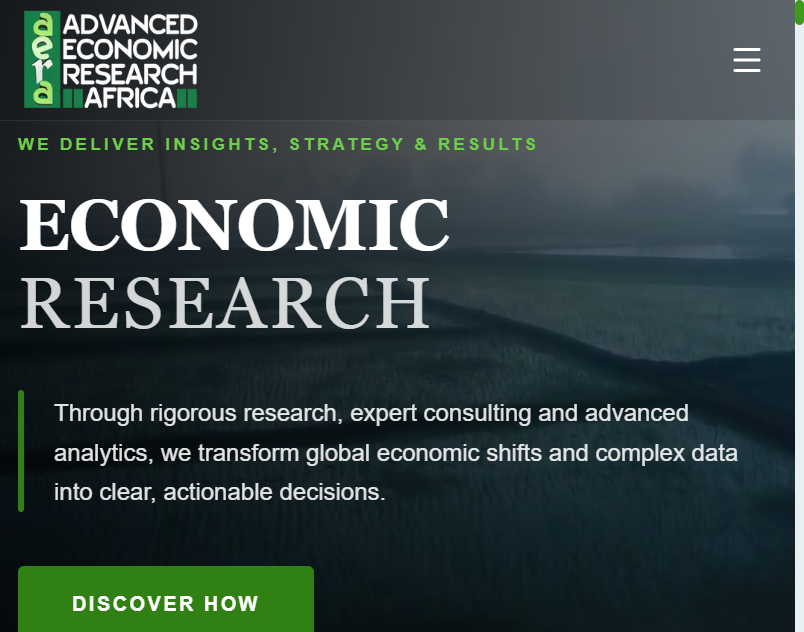 aera
ADVANCED
ECONOMIC
RESEARCH
AFRICA
WE DELIVER INSIGHTS, STRATEGY & RESULTS
ECONOMIC
RESEARCH
Through rigorous research, expert consulting and advanced
analytics, we transform global economic shifts and complex data
into clear, actionable decisions.
DISCOVER HOW